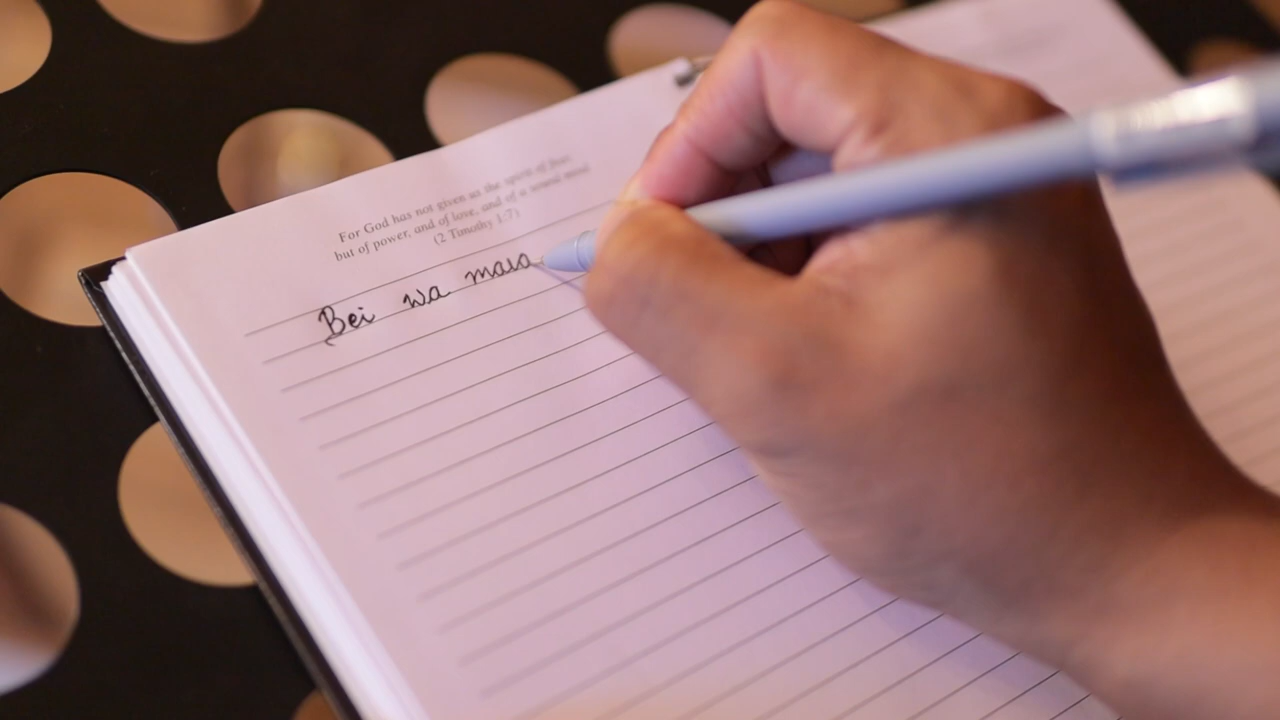 For God has not given us the spirit of fear,
but of power, and of love, and of a sound mind
(2 Timothy 1:7)
Bei wa masa